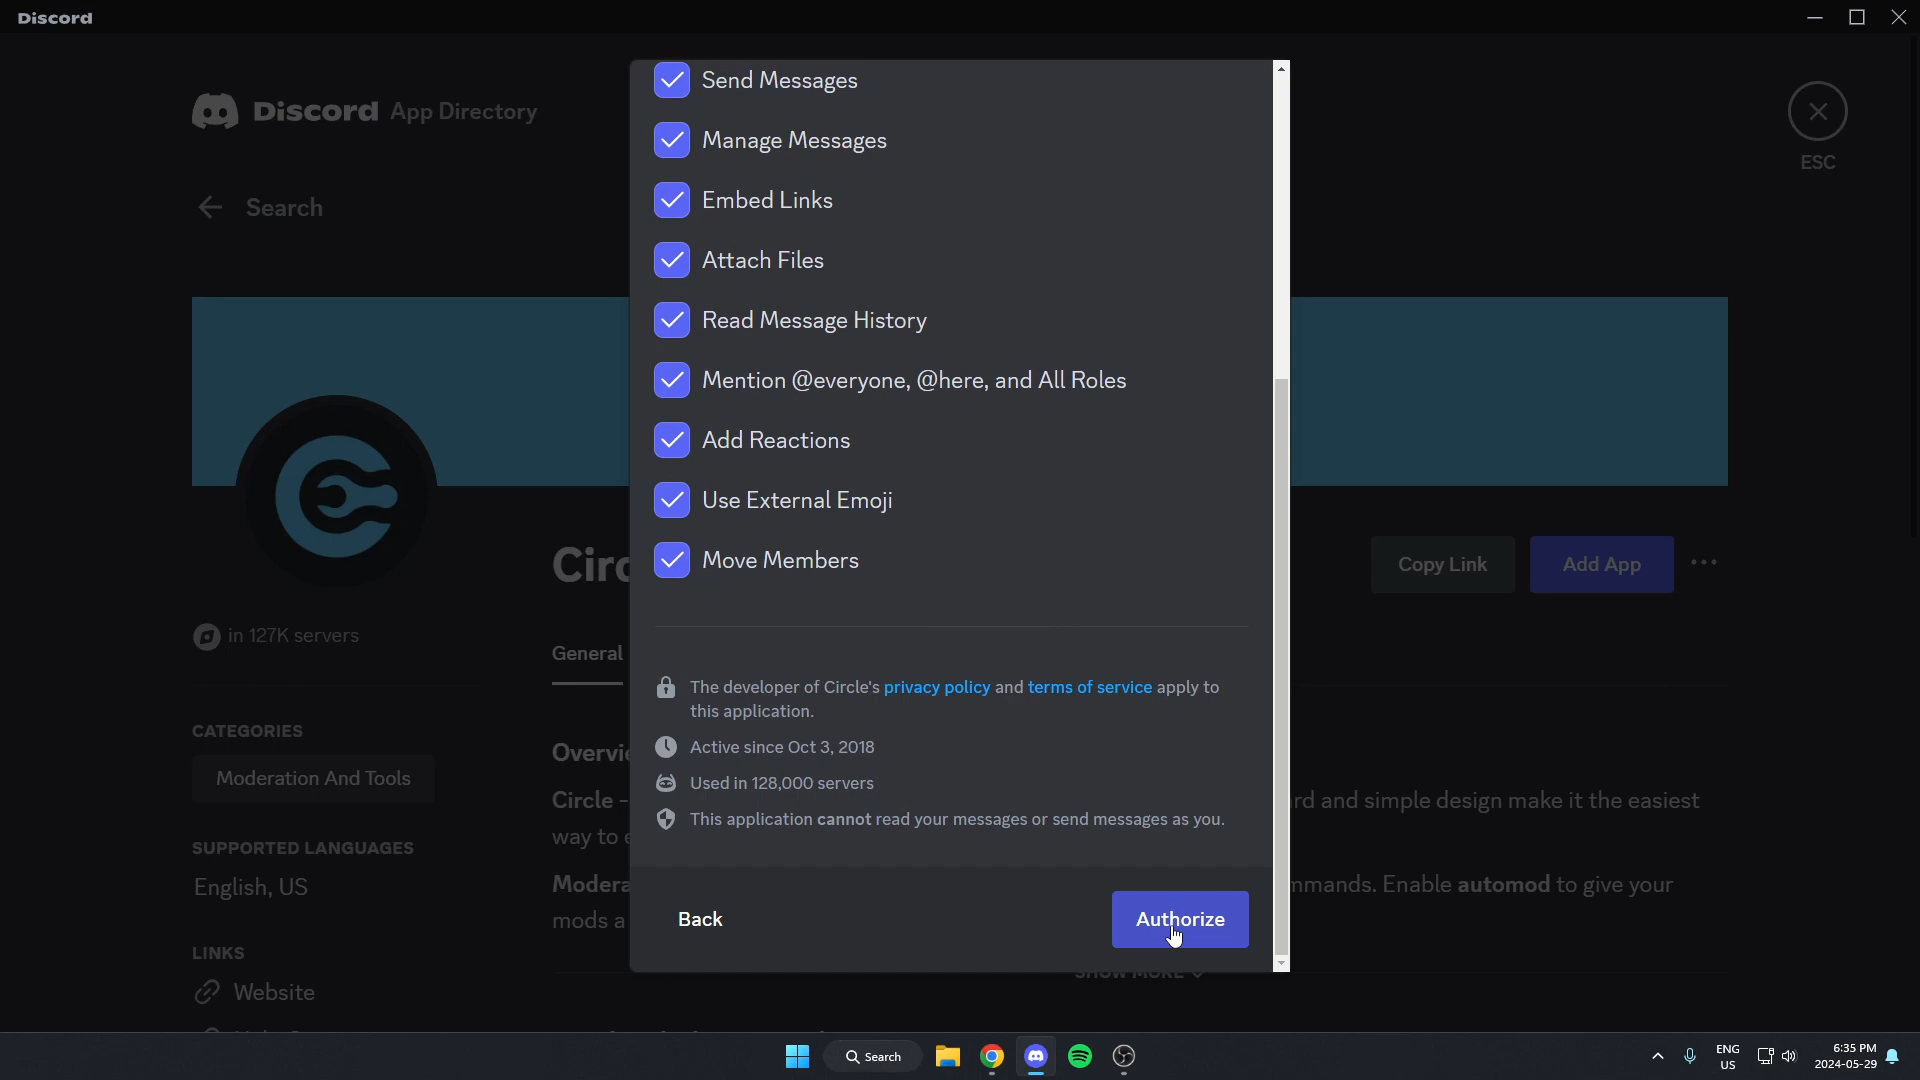 Discord
Discord App Directory
ESC
Search
Send Messages
Manage Messages
Embed Links
Attach Files
Read Message History
Mention @everyone, @here, and All Roles
Add Reactions
Use External Emoji
Move Members
Circ
Copy Link
Add App
in 127K servers
General
The developer of Circle's privacy policy and terms of service apply to
this application.
Active since Oct 3, 2018
Used in 128,000 servers
This application cannot read your messages or send messages as you.
CATEGORIES
Moderation And Tools
SUPPORTED LANGUAGES
English, US
LINKS
Website
Overvi
Circle –
rd and simple design make it the easiest
way to
Modera
mmands. Enable automod to give your
mods a
Back
Authorize
SHOW MORE
Search
ENG
US
6:35 PM
2024-05-29